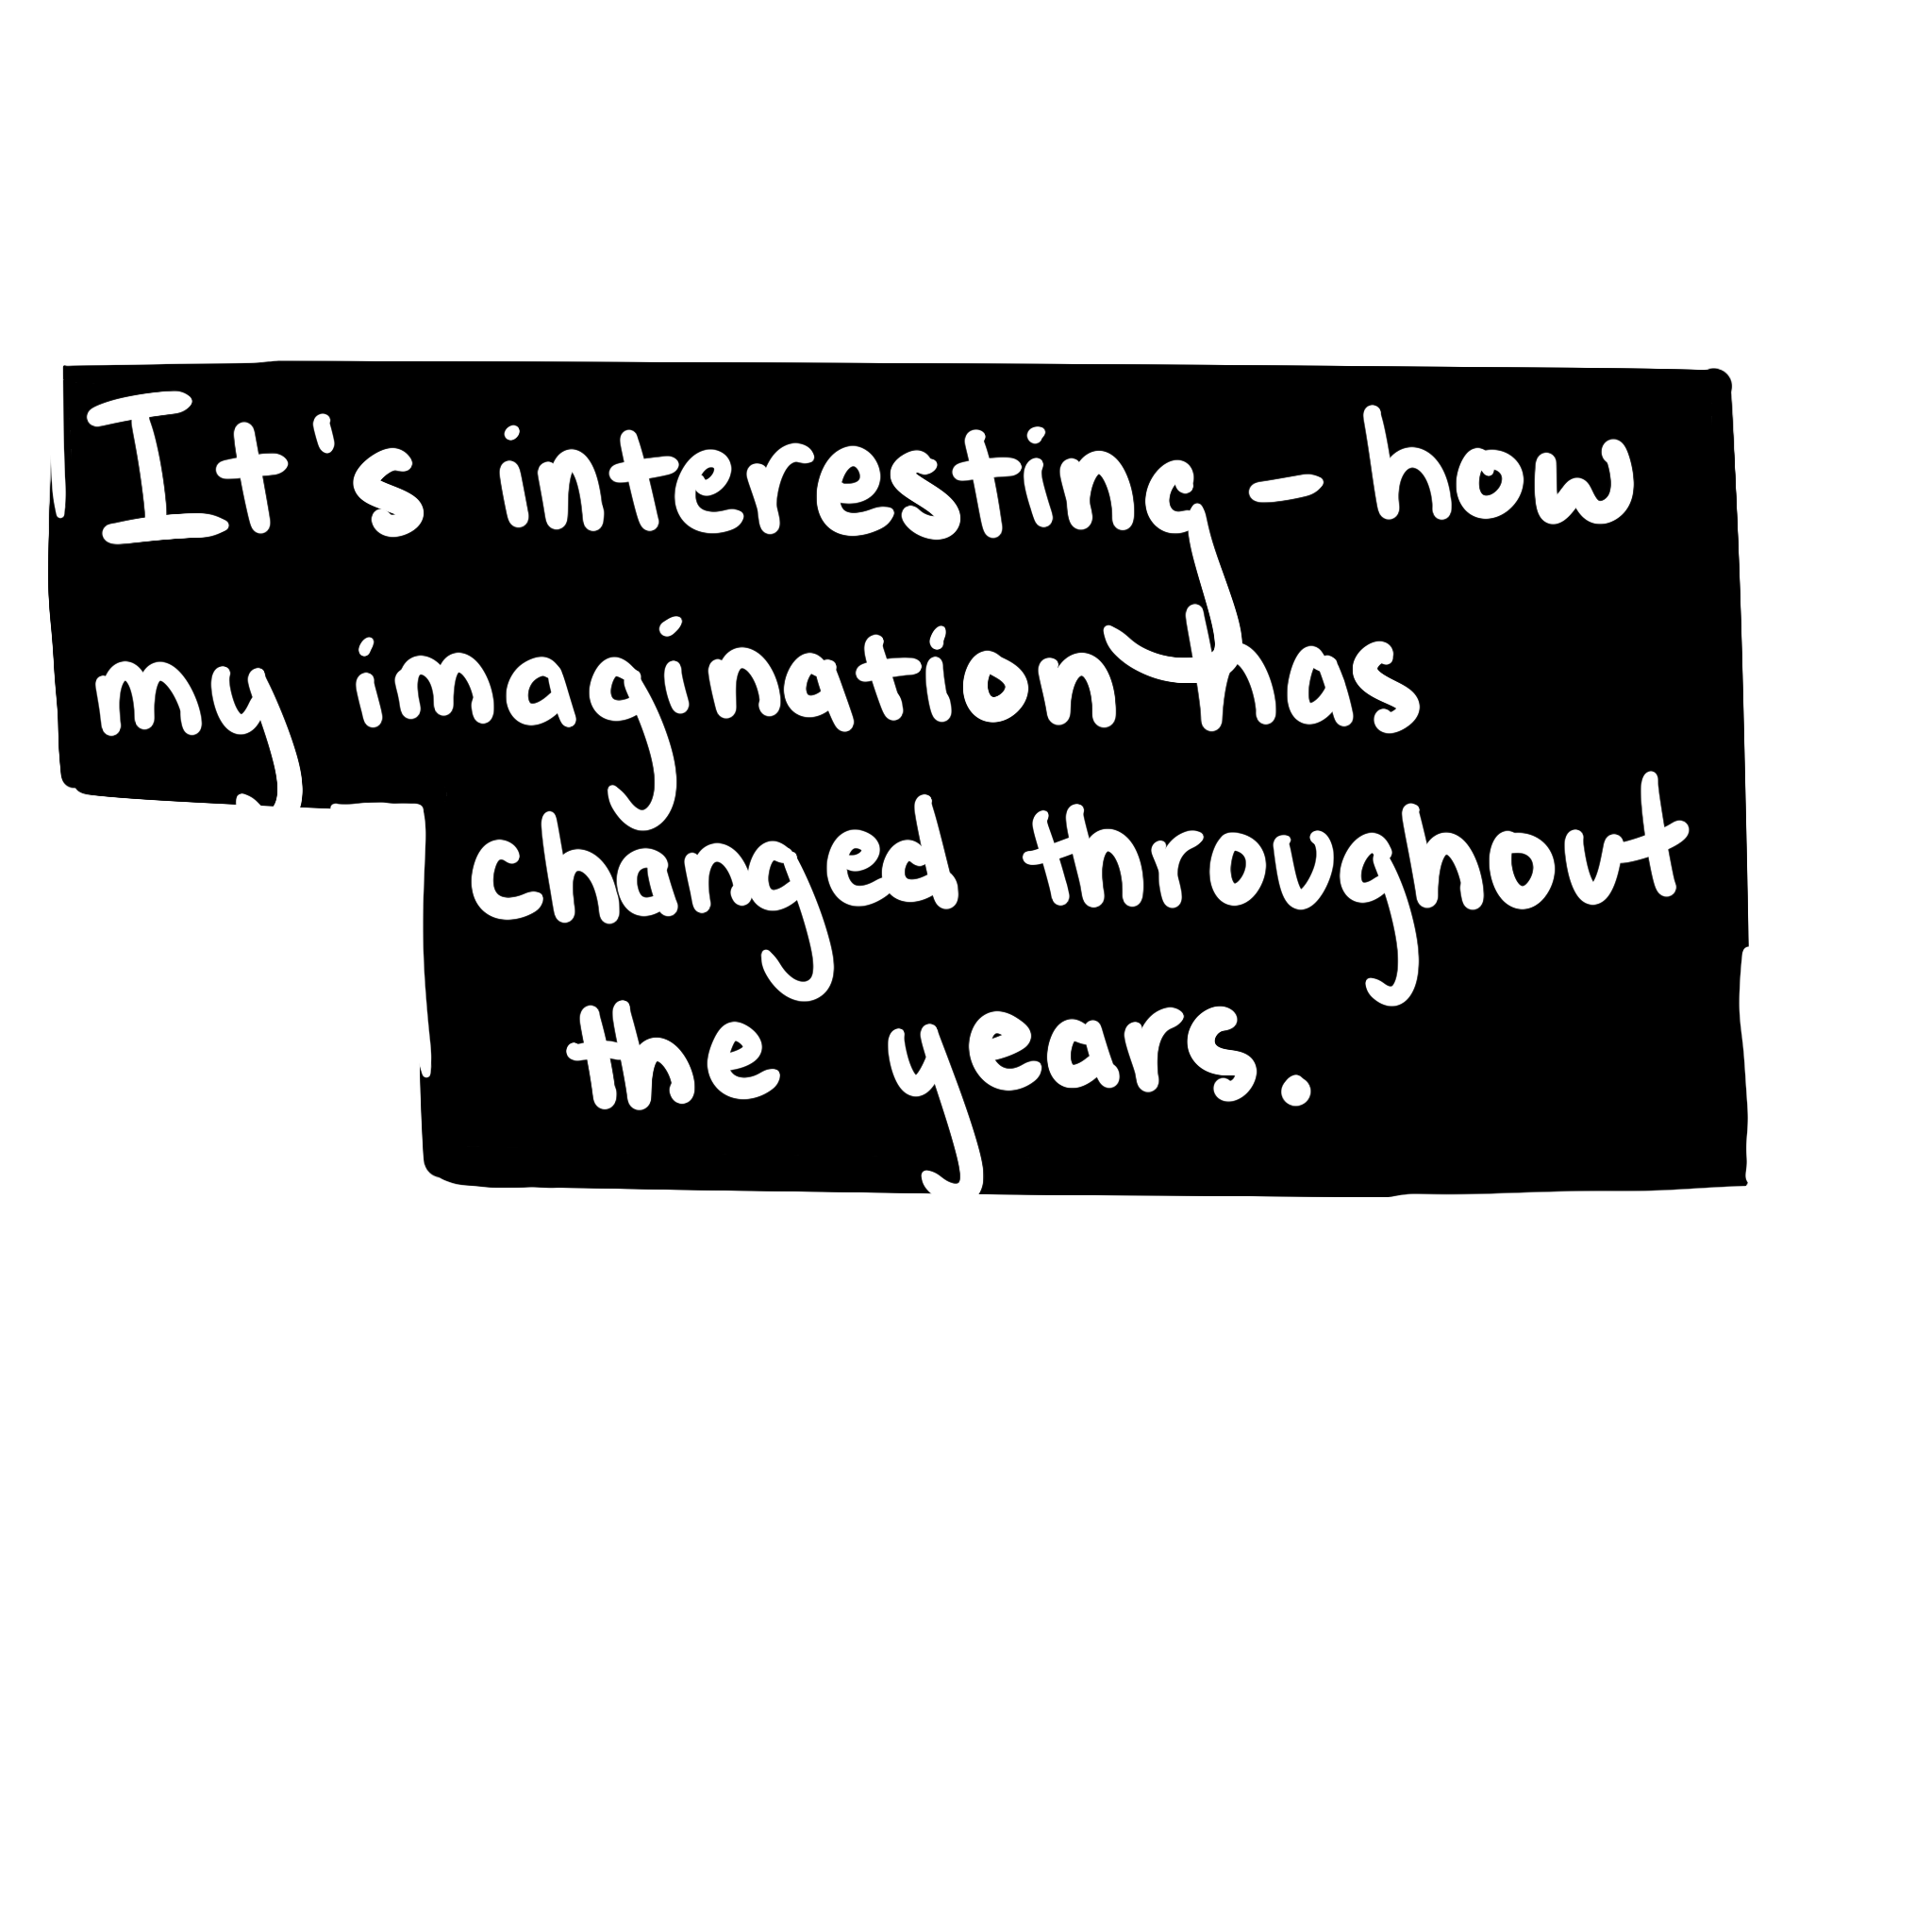 It's interesting - how
my imagination has
changed throughout
the years.